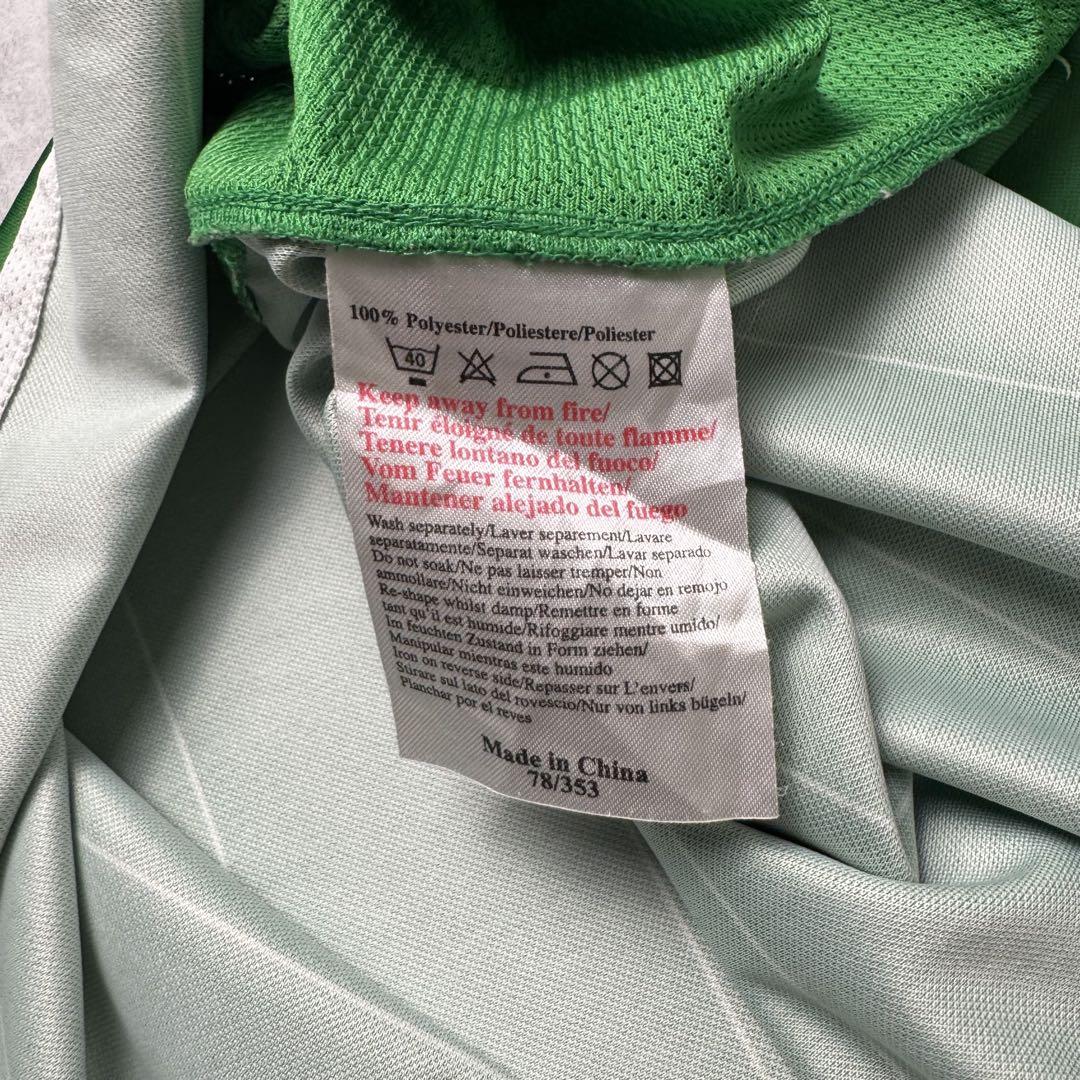 100% Polyester/Poliestere/Poliester
40
Keep away from fire/
Tenir éloigné de toute flamme/
Tenere lontano del fuoco/
Vom Feuer fernhalten/
Mantener alejado del fuego
Wash separately/Laver separement/Lavare
separatamente/Separat waschen/Lavar separado
Do not soak/Ne pas laisser tremper/Non
ammollare/Nicht einweichen/No dejar en remojo
Re-shape whilst damp/Remettre en forme
tant qu'il est humide/Rifoggiare mentre umido/
Im feuchten Zustand in Form ziehen/
Manipular mientras este humido
Iron on reverse side/Repasser sur L'envers/
Stirare sul lato del rovescio/Nur von links bügeln/
Planchar por el reves
Made in China
78/353